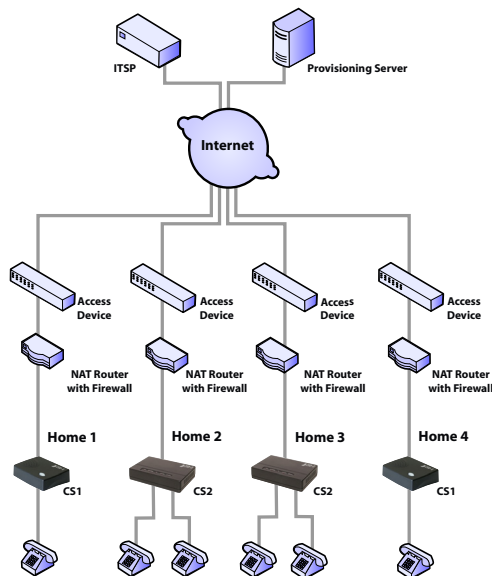 ITSP
Provisioning Server
Internet
Access
Device
Access
Device
Access
Device
Access
Device
NAT Router
with Firewall
NAT Router
with Firewall
NAT Router
with Firewall
NAT Router
with Firewall
Home 1
Home 2
Home 3
Home 4
CS1
CS2
CS2
CS1